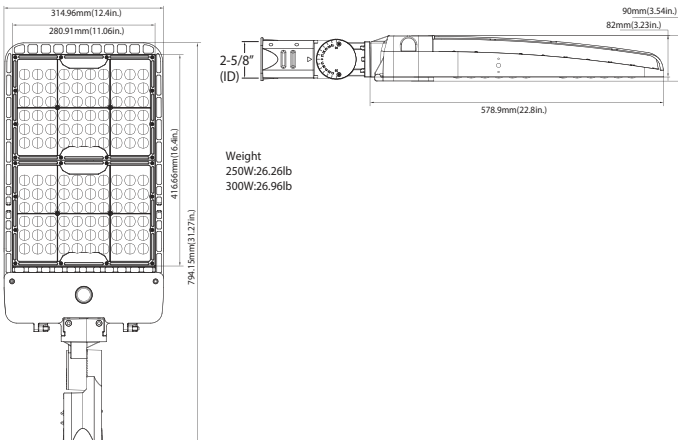 314.96mm(12.4in.)
280.91mm(11.06in.)
416.66mm(16.4in.)
794.15mm(31.27in.)
2-5/8"
(ID)
90mm(3.54in.)
82mm(3.23in.)
578.9mm(22.8in.)
Weight
250W:26.26lb
300W:26.96lb